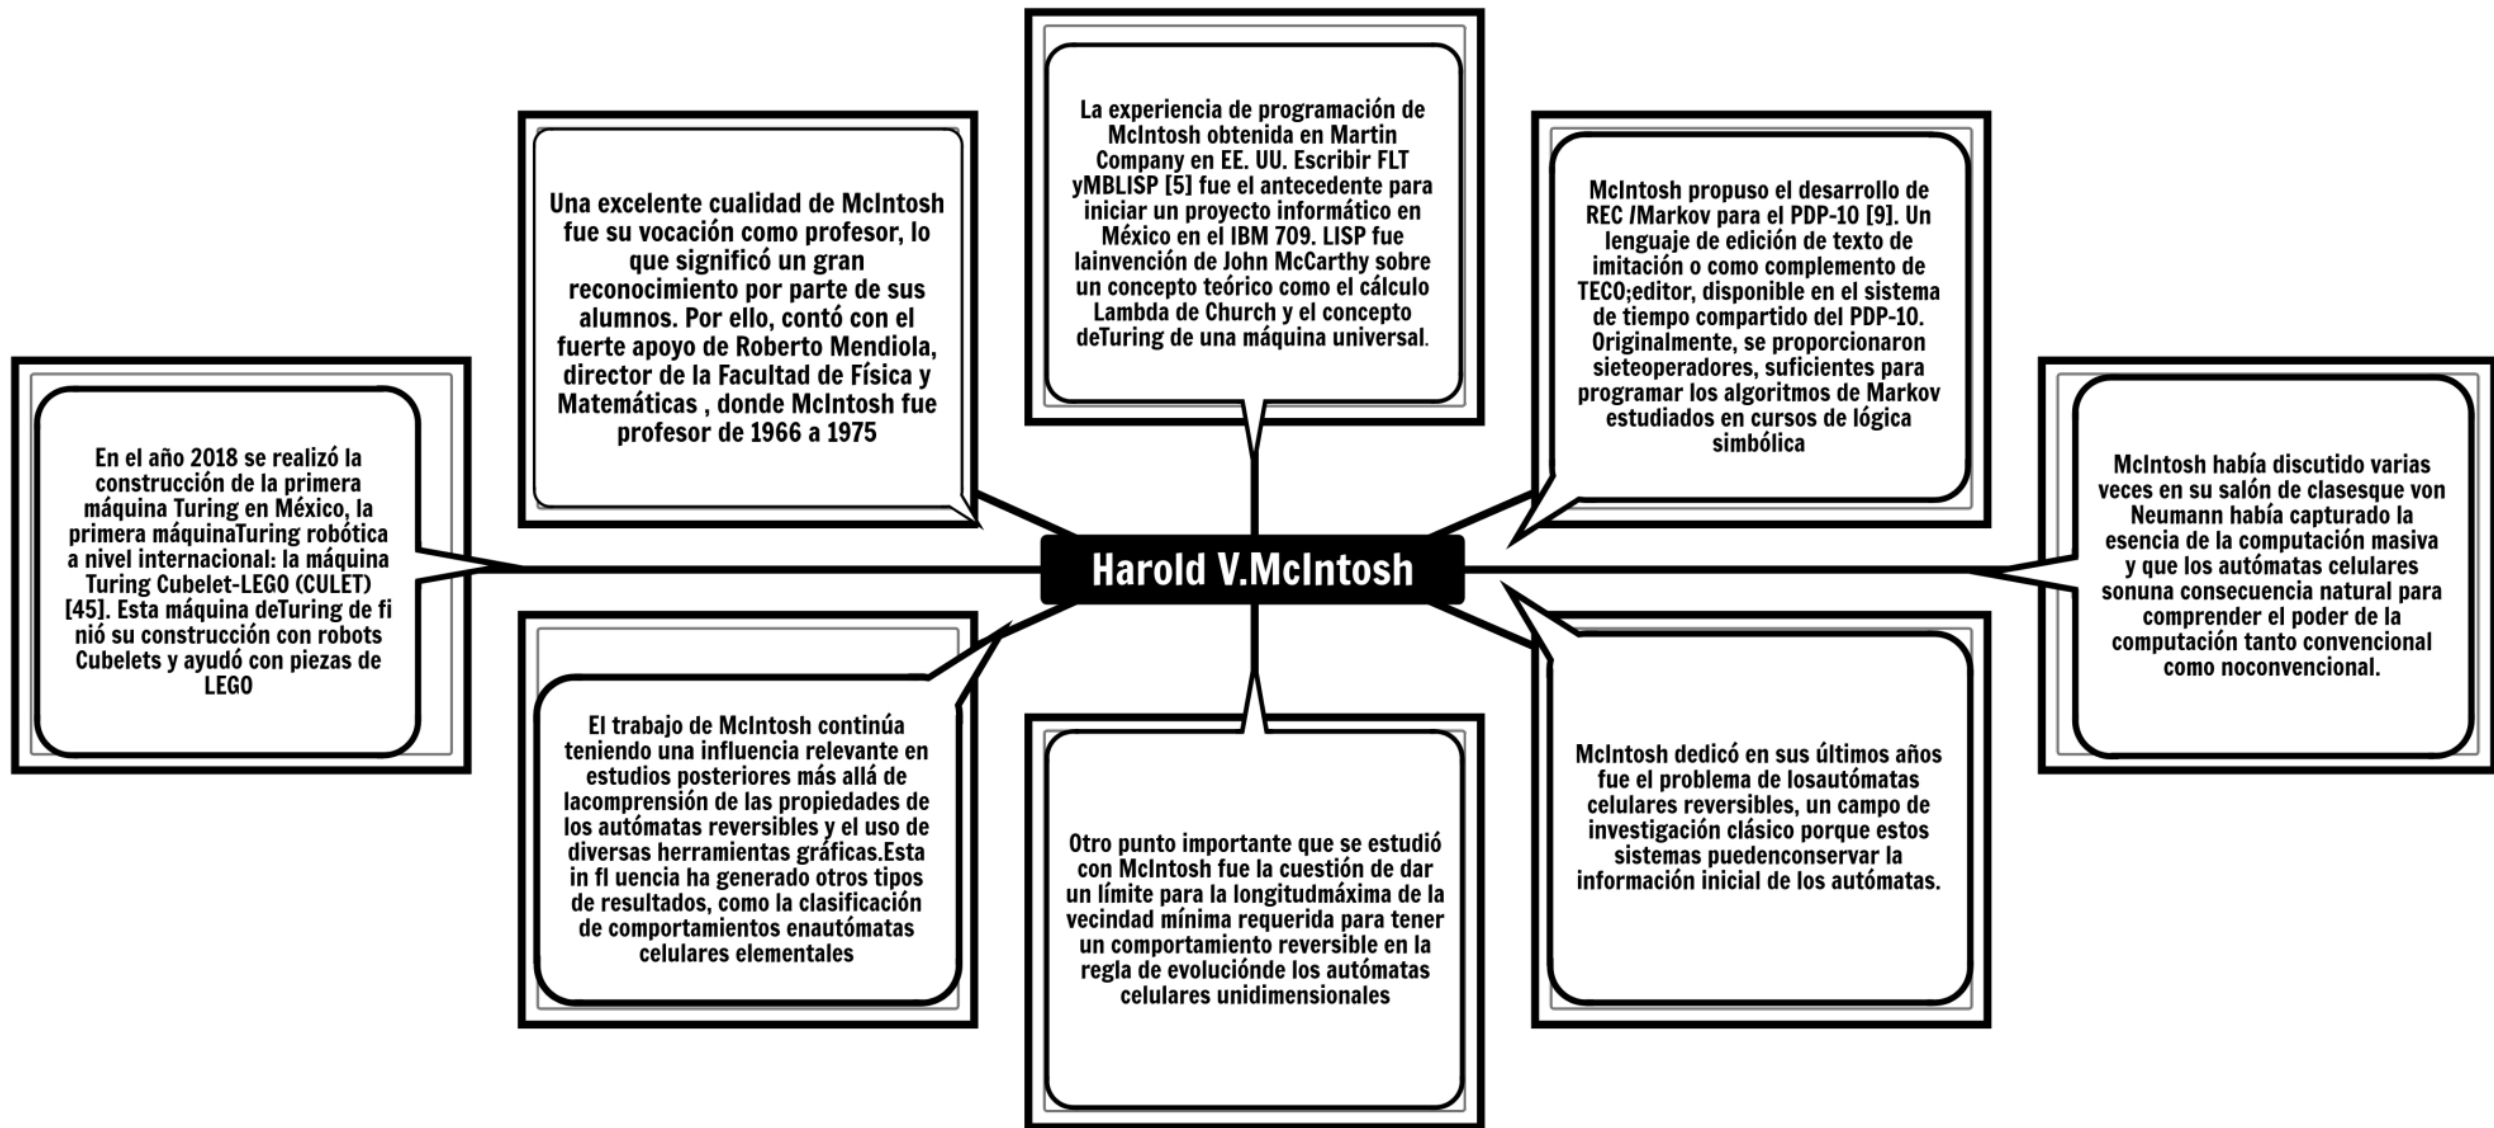 La experiencia de programación de
McIntosh obtenida en Martin
Company en EE. UU. Escribir FLT
yMBLISP [5] fue el antecedente para
iniciar un proyecto informático en
México en el IBM 709. LISP fue
lainvención de John McCarthy sobre
un concepto teórico como el cálculo
Lambda de Church y el concepto
deTuring de una máquina universal.
Una excelente cualidad de McIntosh
fue su vocación como profesor, lo
que significó un gran
reconocimiento por parte de sus
alumnos. Por ello, contó con el
fuerte apoyo de Roberto Mendiola,
director de la Facultad de Física y
Matemáticas , donde McIntosh fue
profesor de 1966 a 1975
McIntosh propuso el desarrollo de
REC /Markov para el PDP-10 [9]. Un
lenguaje de edición de texto de
imitación o como complemento de
TECO;editor, disponible en el sistema
de tiempo compartido del PDP-10.
Originalmente, se proporcionaron
sieteoperadores, suficientes para
programar los algoritmos de Markov
estudiados en cursos de lógica
simbólica
En el año 2018 se realizó la
construcción de la primera
máquina Turing en México, la
primera máquinaTuring robótica
a nivel internacional: la máquina
Turing Cubelet-LEGO (CULET)
[45]. Esta máquina deTuring de fi
nió su construcción con robots
Cubelets y ayudó con piezas de
LEGO
Harold V.McIntosh
McIntosh había discutido varias
veces en su salón de clasesque von
Neumann había capturado la
esencia de la computación masiva
y que los autómatas celulares
sonuna consecuencia natural para
comprender el poder de la
computación tanto convencional
como noconvencional.
El trabajo de McIntosh continúa
teniendo una influencia relevante en
estudios posteriores más allá de
lacomprensión de las propiedades de
los autómatas reversibles y el uso de
diversas herramientas gráficas.Esta
in fl uencia ha generado otros tipos
de resultados, como la clasificación
de comportamientos enautómatas
celulares elementales
Otro punto importante que se estudió
con McIntosh fue la cuestión de dar
un límite para la longitudmáxima de la
vecindad mínima requerida para tener
un comportamiento reversible en la
regla de evoluciónde los autómatas
celulares unidimensionales
McIntosh dedicó en sus últimos años
fue el problema de losautómatas
celulares reversibles, un campo de
investigación clásico porque estos
sistemas puedenconservar la
información inicial de los autómatas.